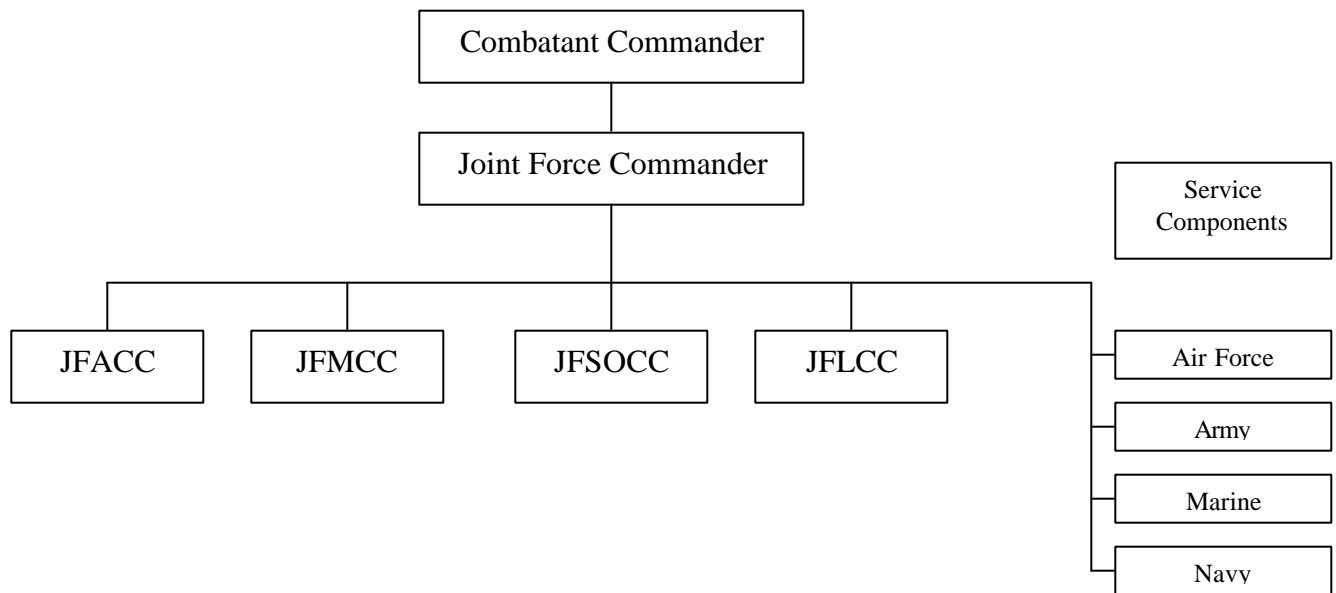 Combatant Commander
Joint Force Commander
Service
Components
JFACC
JFMCC
JFSOCC
JFLCC
Air Force
Army
Marine
Navy